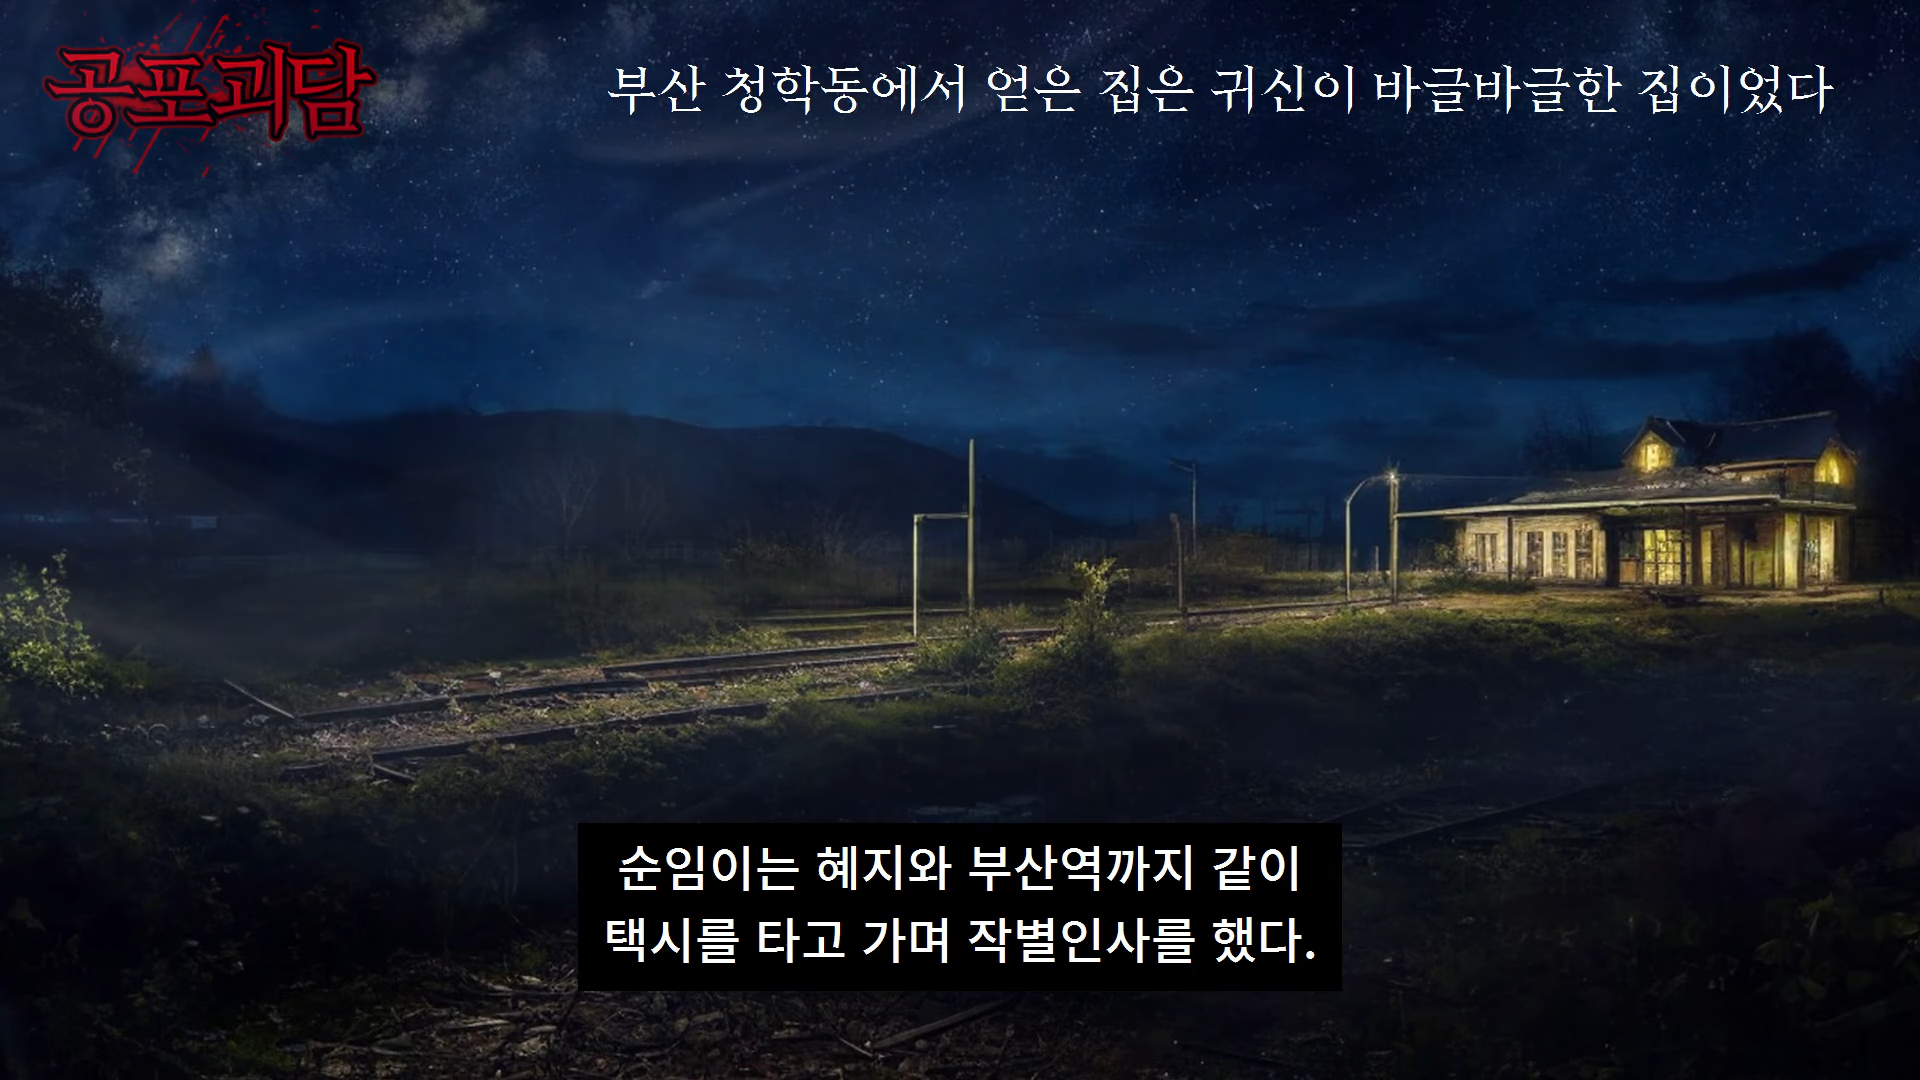 공포괴담
부산 청학동에서 얻은 집은 귀신이 바글바글한 집이었다
순임이는 혜지와 부산역까지 같이
택시를 타고 가며 작별인사를 했다.